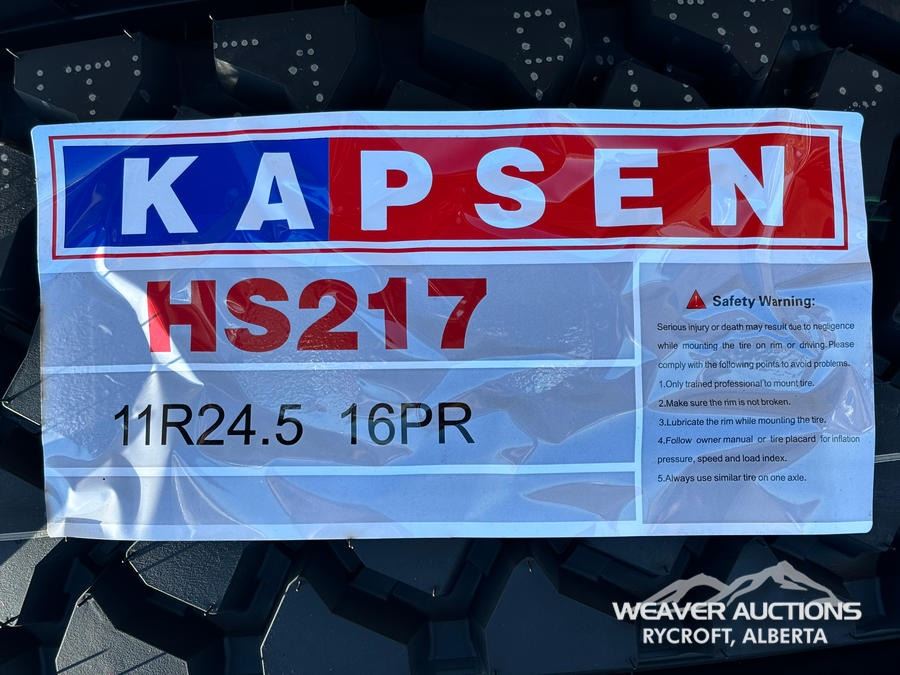 KAPSEN
HS217
11R24.5 16PR
Safety Warning:
Serious injury or death may result due to negligence
while mounting the tire on rim or driving.Please
comply with the following points to avoid problems.
1.Only trained professional to mount tire.
2.Make sure the rim is not broken.
3.Lubricate the rim while mounting the tire.
4.Follow owner manual or tire placard for inflation
pressure, speed and load index.
5.Always use similar tire on one axle.
WEAVER AUCTIONS
RYCROFT, ALBERTA